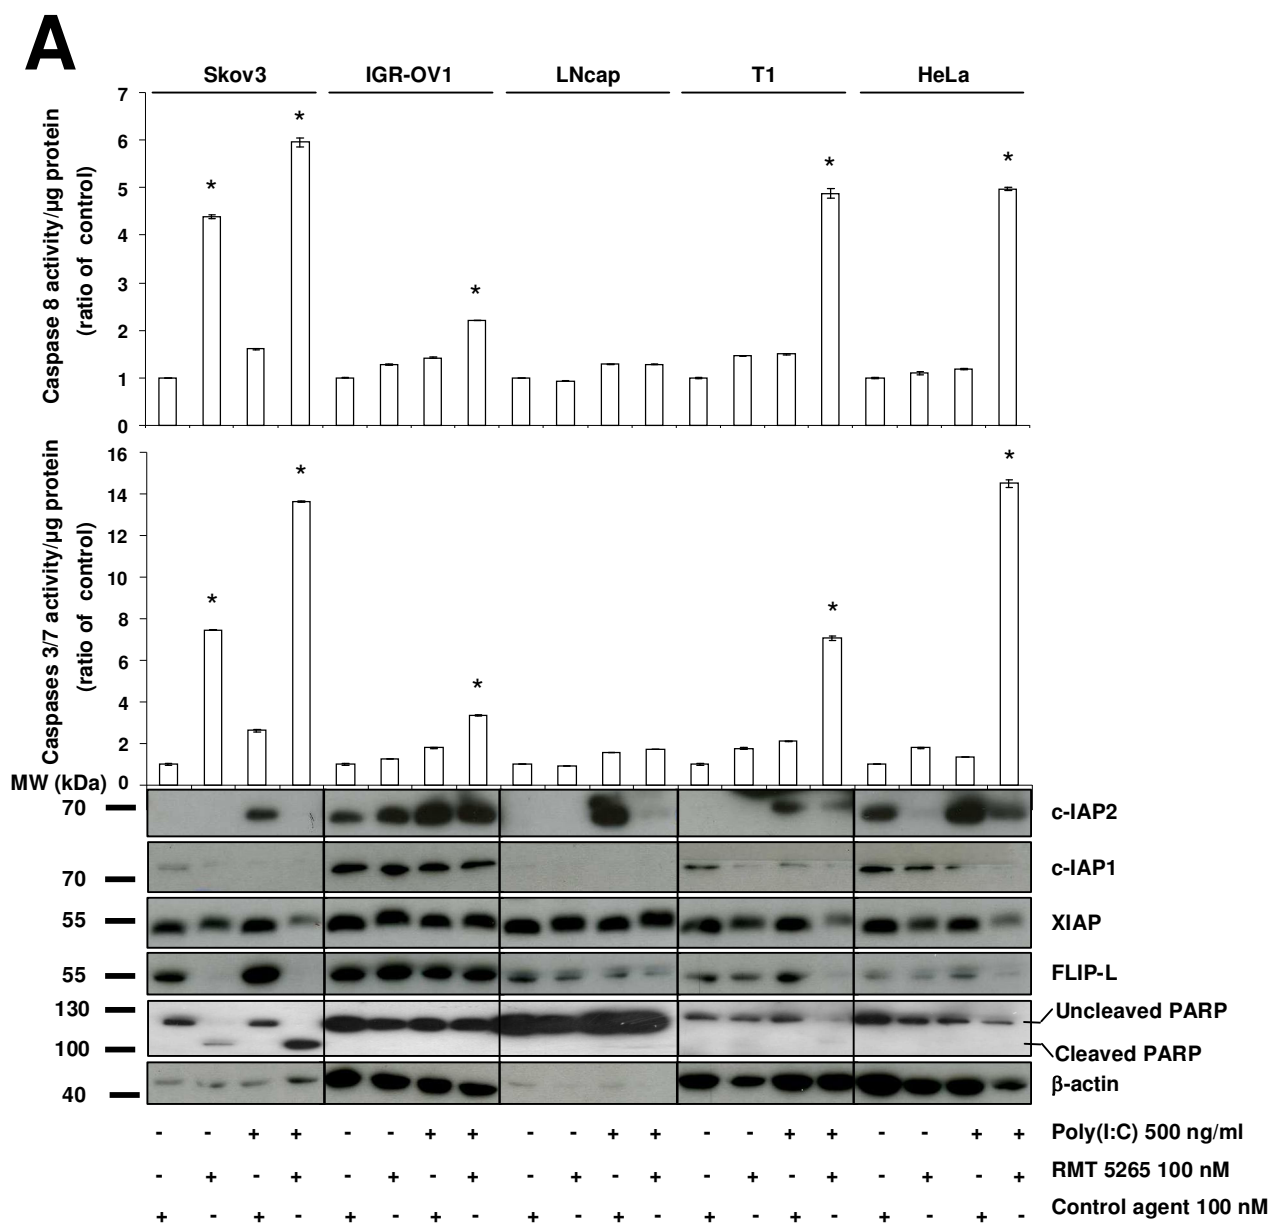 A
Skov3 IGR-OV1 LNcap T1 HeLa
Caspase 8 activity/µg protein
(ratio of control)
7
6
5
4
3
2
1
0
* * * * *
Caspases 3/7 activity/µg protein
(ratio of control)
16
14
12
10
8
6
4
2
0
* * * * *
MW (kDa)
70 c-IAP2
70 c-IAP1
55 XIAP
55 FLIP-L
130 Uncleaved PARP
100 Cleaved PARP
40 β-actin
- - + + - - + + - - + + - - + + - - + + Poly(I:C) 500 ng/ml
- + - + - + - + - + - + - + - + - + - + RMT 5265 100 nM
+ - + - + - + - + - + - + - + - + - + - Control agent 100 nM